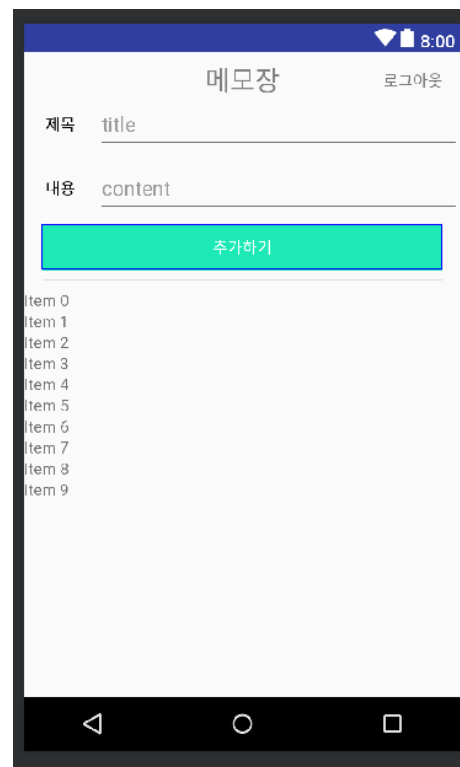 8:00
메모장 로그아웃
제목 title
내용 content
추가하기
Item 0
Item 1
Item 2
Item 3
Item 4
Item 5
Item 6
Item 7
Item 8
Item 9